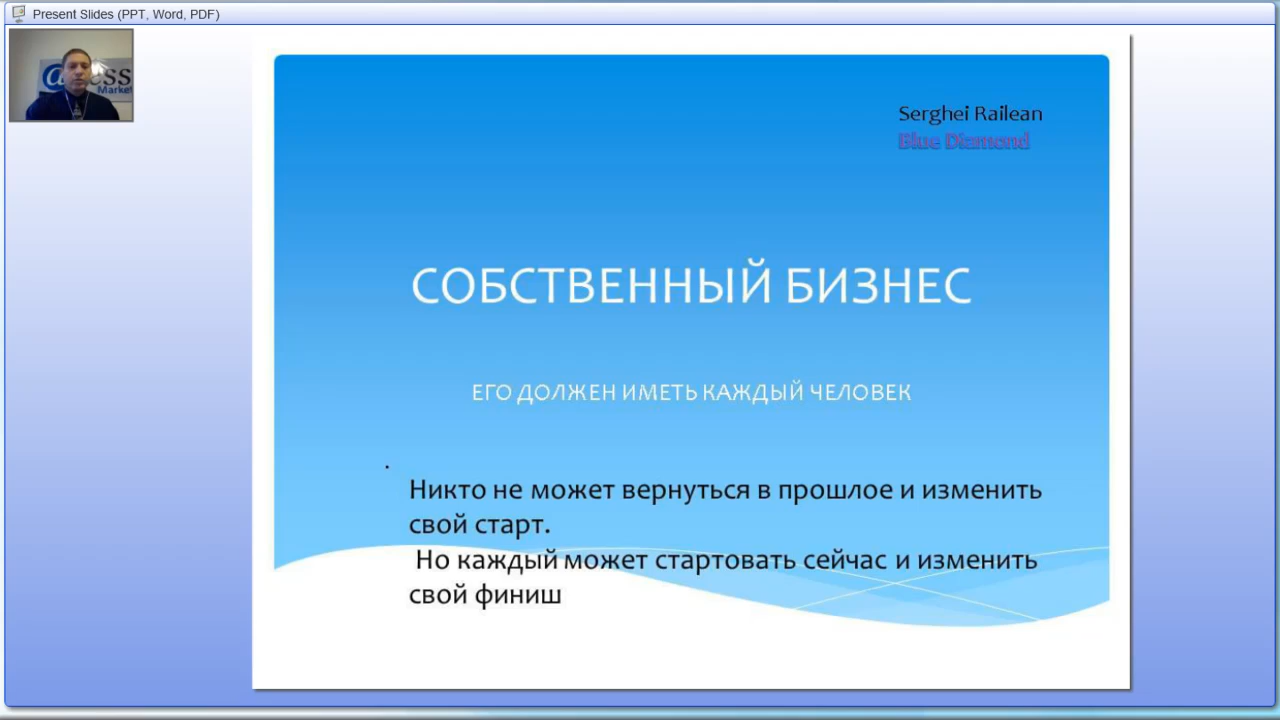 Present Slides (PPT, Word, PDF)
Market
Serghei Railean
Blue Diamond
СОБСТВЕННЫЙ БИЗНЕС
ЕГО ДОЛЖЕН ИМЕТЬ КАЖДЫЙ ЧЕЛОВЕК
Никто не может вернуться в прошлое и изменить
свой старт.
Но каждый может стартовать сейчас и изменить
свой финиш